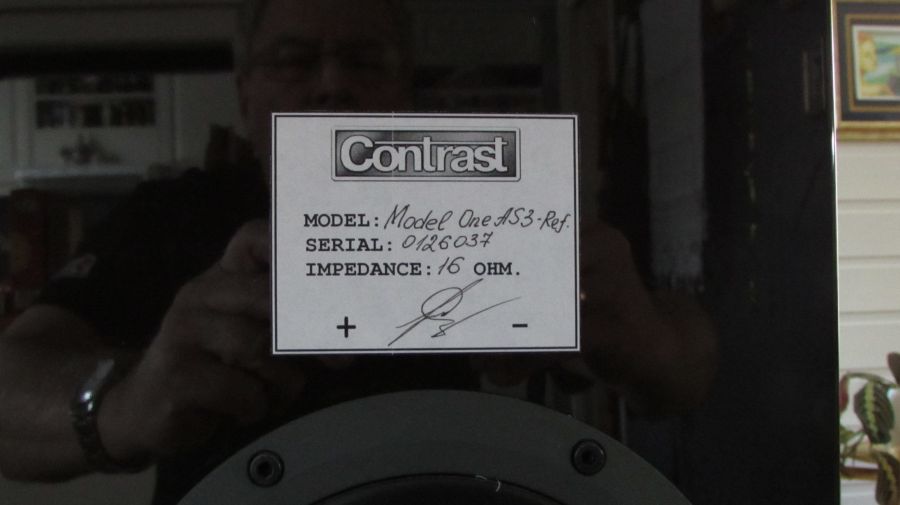 Contrast
MODEL: Model One AS3-Ref.
SERIAL: 0126037
IMPEDANCE: 16 OHM.
+ -